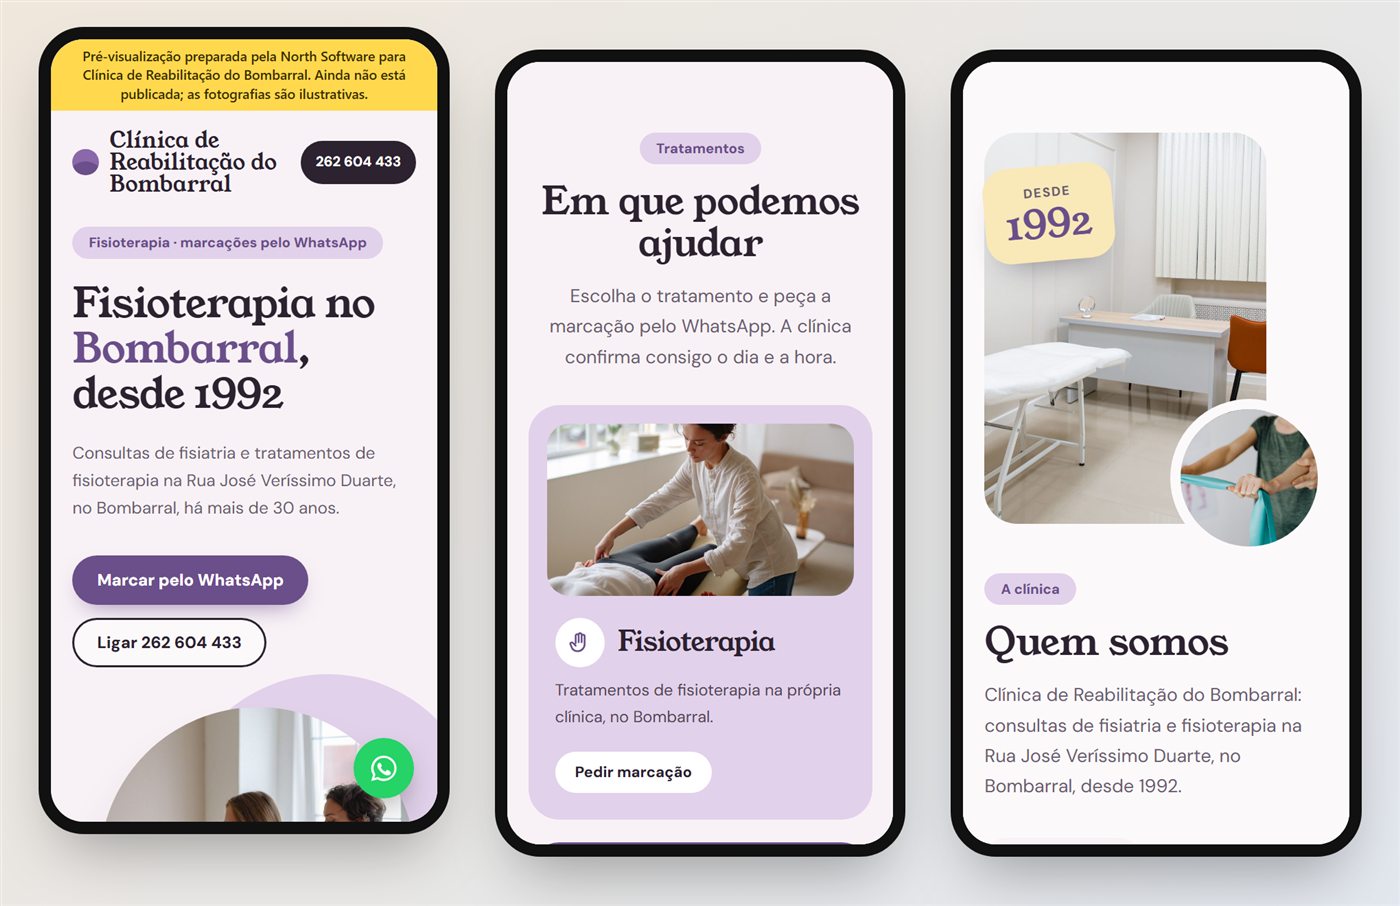 Pré-visualização preparada pela North Software para
Clínica de Reabilitação do Bombarral. Ainda não está
publicada; as fotografias são ilustrativas.
Clínica de
Reabilitação do
Bombarral
262 604 433
Fisioterapia · marcações pelo WhatsApp
Fisioterapia no
Bombarral,
desde 1992
Consultas de fisiatria e tratamentos de
fisioterapia na Rua José Veríssimo Duarte,
no Bombarral, há mais de 30 anos.
Marcar pelo WhatsApp
Ligar 262 604 433
Tratamentos
Em que podemos
ajudar
Escolha o tratamento e peça a
marcação pelo WhatsApp. A clínica
confirma consigo o dia e a hora.
Fisioterapia
Tratamentos de fisioterapia na própria
clínica, no Bombarral.
Pedir marcação
DESDE
1992
A clínica
Quem somos
Clínica de Reabilitação do Bombarral:
consultas de fisiatria e fisioterapia na
Rua José Veríssimo Duarte, no
Bombarral, desde 1992.